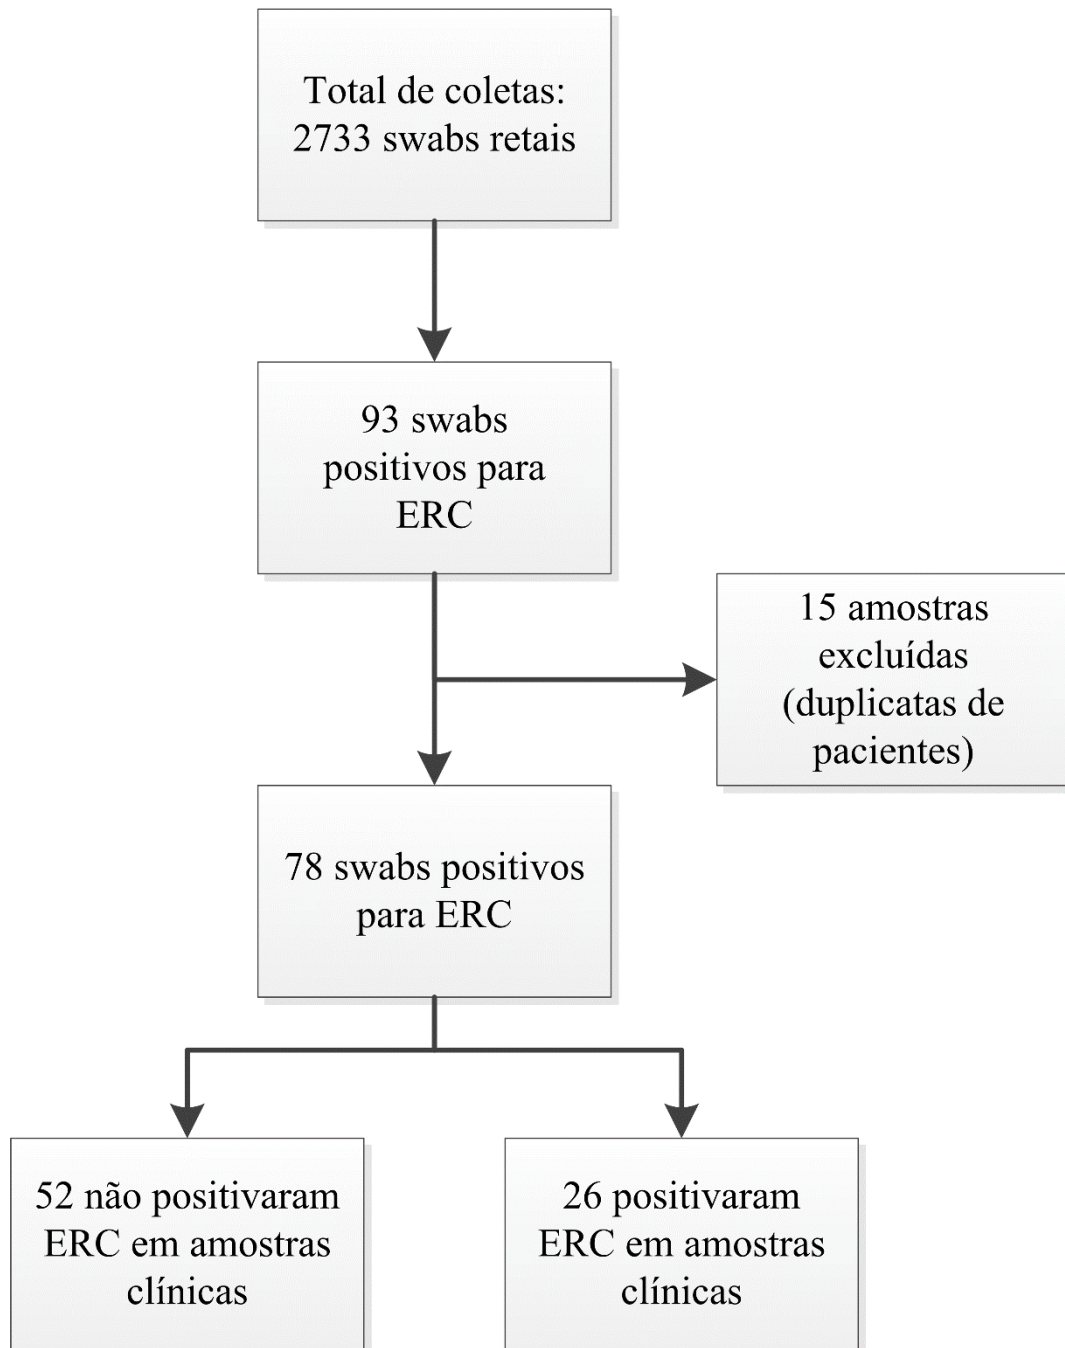 Total de coletas:
2733 swabs retais
93 swabs
positivos para
ERC
15 amostras
excluídas
(duplicatas de
pacientes)
78 swabs positivos
para ERC
52 não positivaram
ERC em amostras
clínicas
26 positivaram
ERC em amostras
clínicas